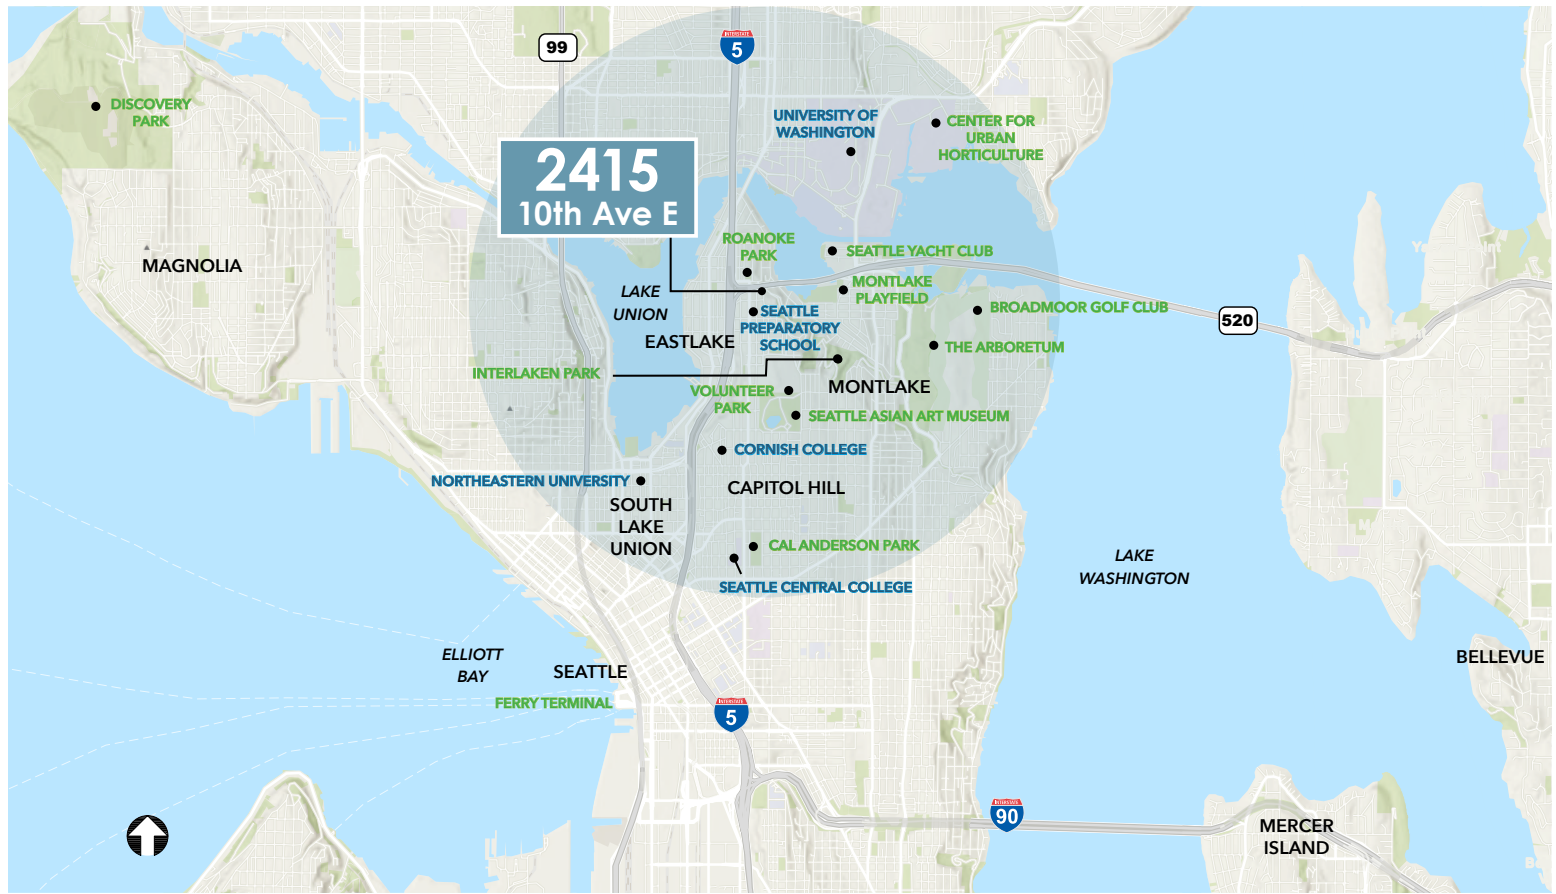 INTERSTATE
5
99
DISCOVERY
PARK
UNIVERSITY OF
WASHINGTON
CENTER FOR
URBAN
HORTICULTURE
2415
10th Ave E
ROANOKE
PARK
SEATTLE YACHT CLUB
MAGNOLIA
MONTLAKE
PLAYFIELD
LAKE
UNION
SEATTLE
PREPARATORY
SCHOOL
BROADMOOR GOLF CLUB
520
EASTLAKE
THE ARBORETUM
INTERLAKEN PARK
MONTLAKE
VOLUNTEER
PARK
SEATTLE ASIAN ART MUSEUM
CORNISH COLLEGE
NORTHEASTERN UNIVERSITY
CAPITOL HILL
SOUTH
LAKE
UNION
CAL ANDERSON PARK
SEATTLE CENTRAL COLLEGE
LAKE
WASHINGTON
ELLIOTT
BAY
SEATTLE
BELLEVUE
FERRY TERMINAL
INTERSTATE
5
INTERSTATE
90
MERCER
ISLAND